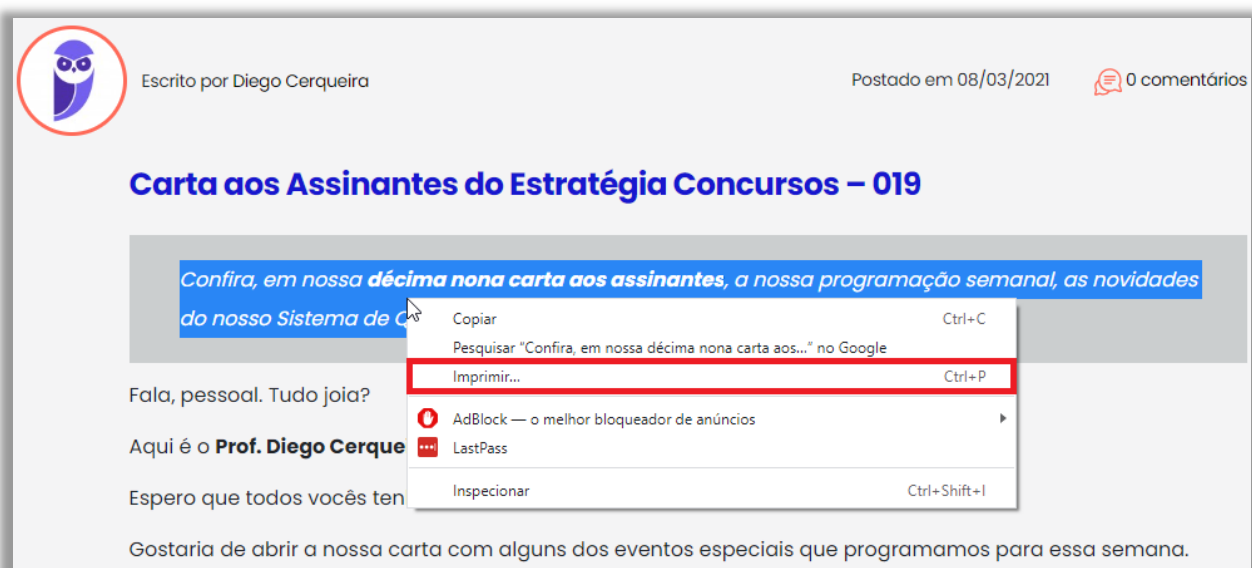 Escrito por Diego Cerqueira
Postado em 08/03/2021
0 comentários
Carta aos Assinantes do Estratégia Concursos – 019
Confira, em nossa décima nona carta aos assinantes, a nossa programação semanal, as novidades
do nosso Sistema de
Copiar Ctrl+C
Pesquisar “Confira, em nossa décima nona carta aos...” no Google
Imprimir... Ctrl+P
AdBlock — o melhor bloqueador de anúncios
LastPass
Inspecionar Ctrl+Shift+I
Fala, pessoal. Tudo joia?
Aqui é o Prof. Diego Cerque
Espero que todos vocês ten
Gostaria de abrir a nossa carta com alguns dos eventos especiais que programamos para essa semana.